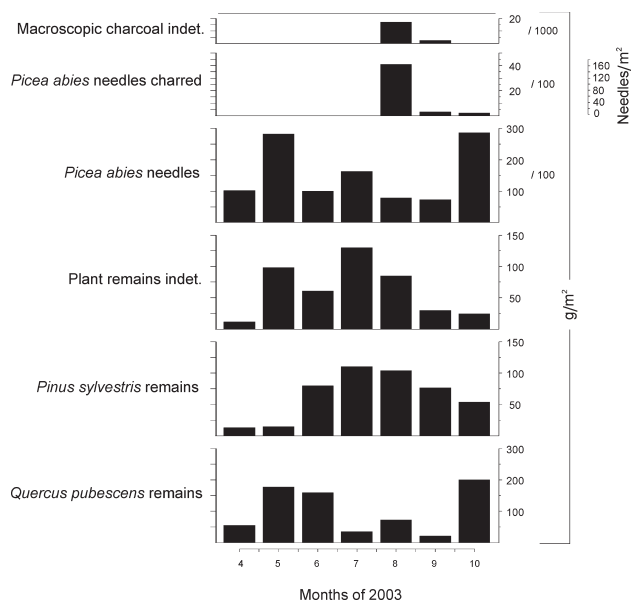 Macroscopic charcoal indet.
20
/ 1000
Picea abies needles charred
40
20
/ 100
160
120
80
40
0
Needles/m²
Picea abies needles
300
200
100
/ 100
Plant remains indet.
150
100
50
g/m²
Pinus sylvestris remains
150
100
50
Quercus pubescens remains
300
200
100
4 5 6 7 8 9 10
Months of 2003